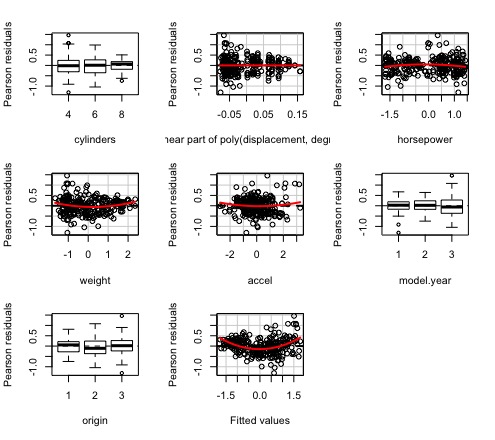 Pearson residuals
0.5
-1.0
4 6 8
cylinders
Pearson residuals
0.5
-1.0
-0.05 0.05 0.15
near part of poly(displacement, degr
Pearson residuals
0.5
-1.0
-1.5 0.0 1.0
horsepower
Pearson residuals
0.5
-1.0
-1 0 1 2
weight
Pearson residuals
0.5
-1.0
-2 0 2
accel
Pearson residuals
0.5
-1.0
1 2 3
model.year
Pearson residuals
0.5
-1.0
1 2 3
origin
Pearson residuals
0.5
-1.0
-1.5 0.0 1.5
Fitted values